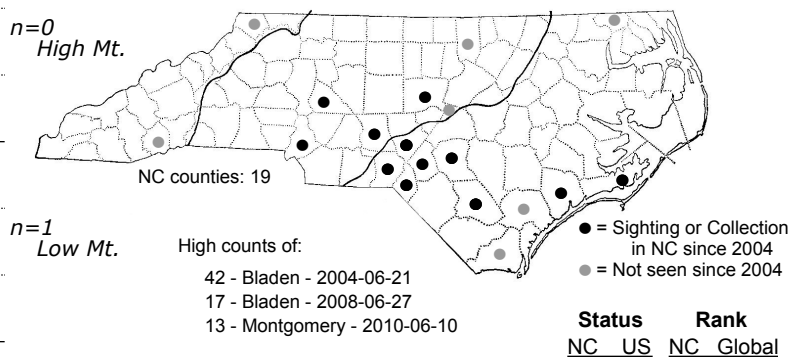 n=0
High Mt.
NC counties: 19
n=1
Low Mt.
High counts of:
42 - Bladen - 2004-06-21
17 - Bladen - 2008-06-27
13 - Montgomery - 2010-06-10
● = Sighting or Collection
in NC since 2004
● = Not seen since 2004
Status Rank
NC US NC Global